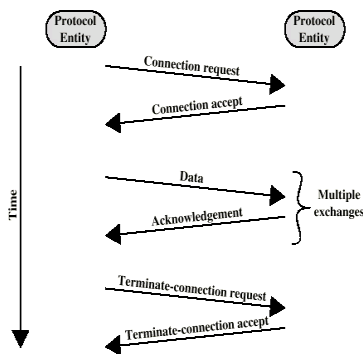 Protocol
Entity
Protocol
Entity
Connection request
Connection accept
Data
Acknowledgement
Multiple
exchanges
Time
Terminate-connection request
Terminate-connection accept